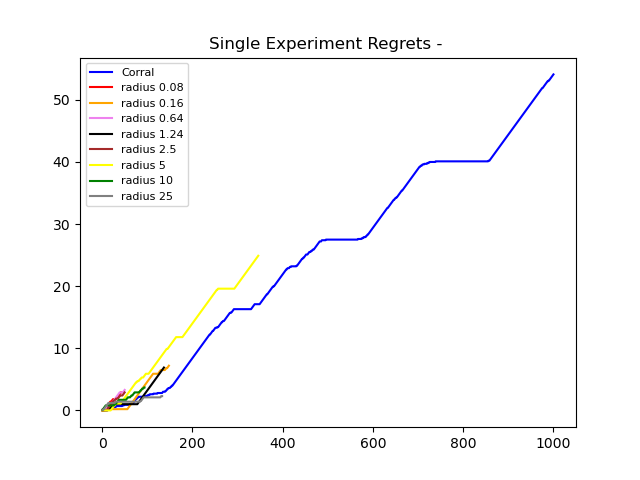 Single Experiment Regrets -
Corral
radius 0.08
radius 0.16
radius 0.64
radius 1.24
radius 2.5
radius 5
radius 10
radius 25
50
40
30
20
10
0
0 200 400 600 800 1000